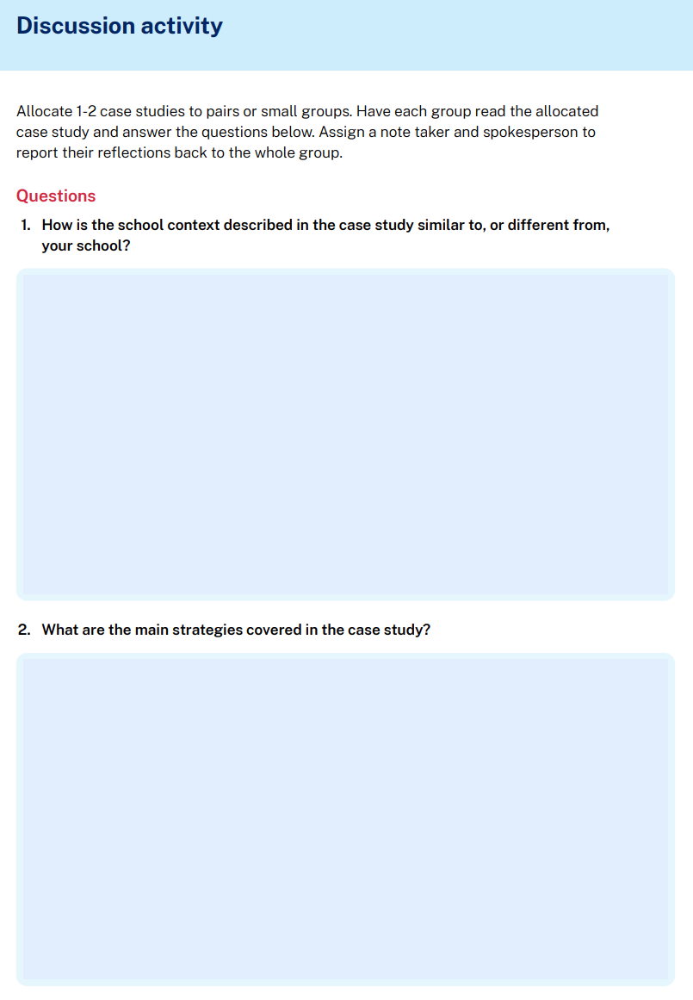 Discussion activity
Allocate 1-2 case studies to pairs or small groups. Have each group read the allocated
case study and answer the questions below. Assign a note taker and spokesperson to
report their reflections back to the whole group.
Questions
1. How is the school context described in the case study similar to, or different from,
your school?
2. What are the main strategies covered in the case study?